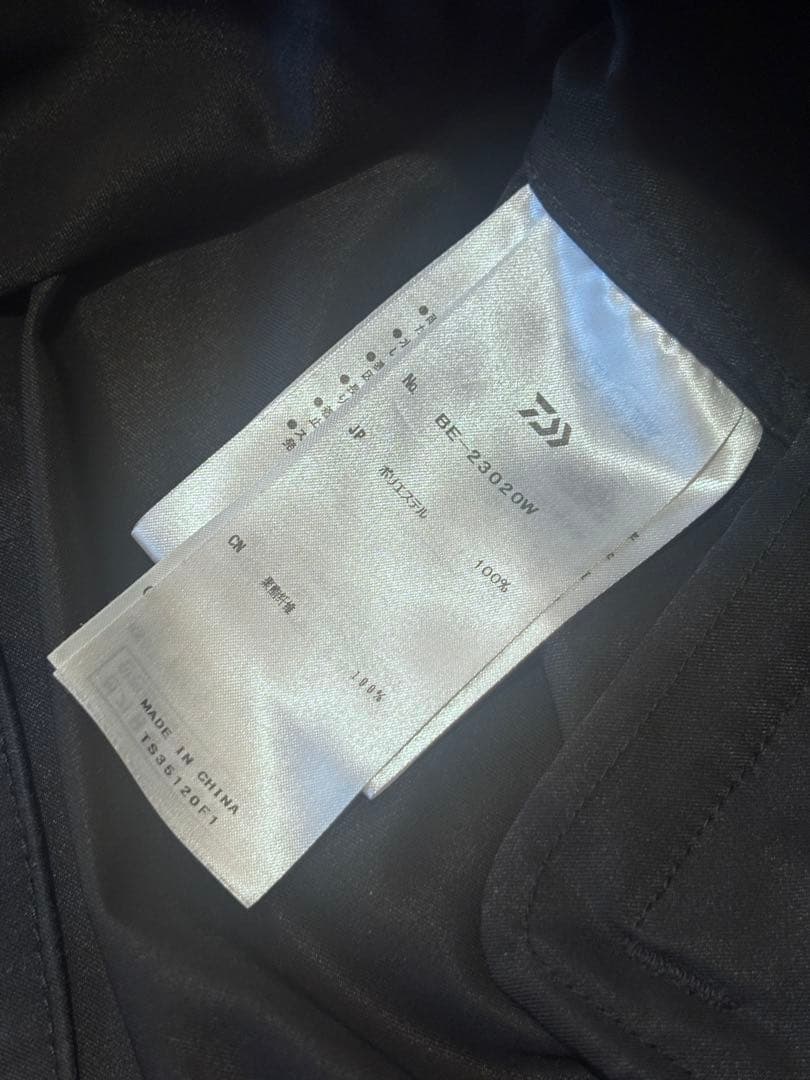 No. BE-23020W
JP
ポリエステル 100%
CN
聚酯纤维 100%
MADE IN CHINA
TS35120F1